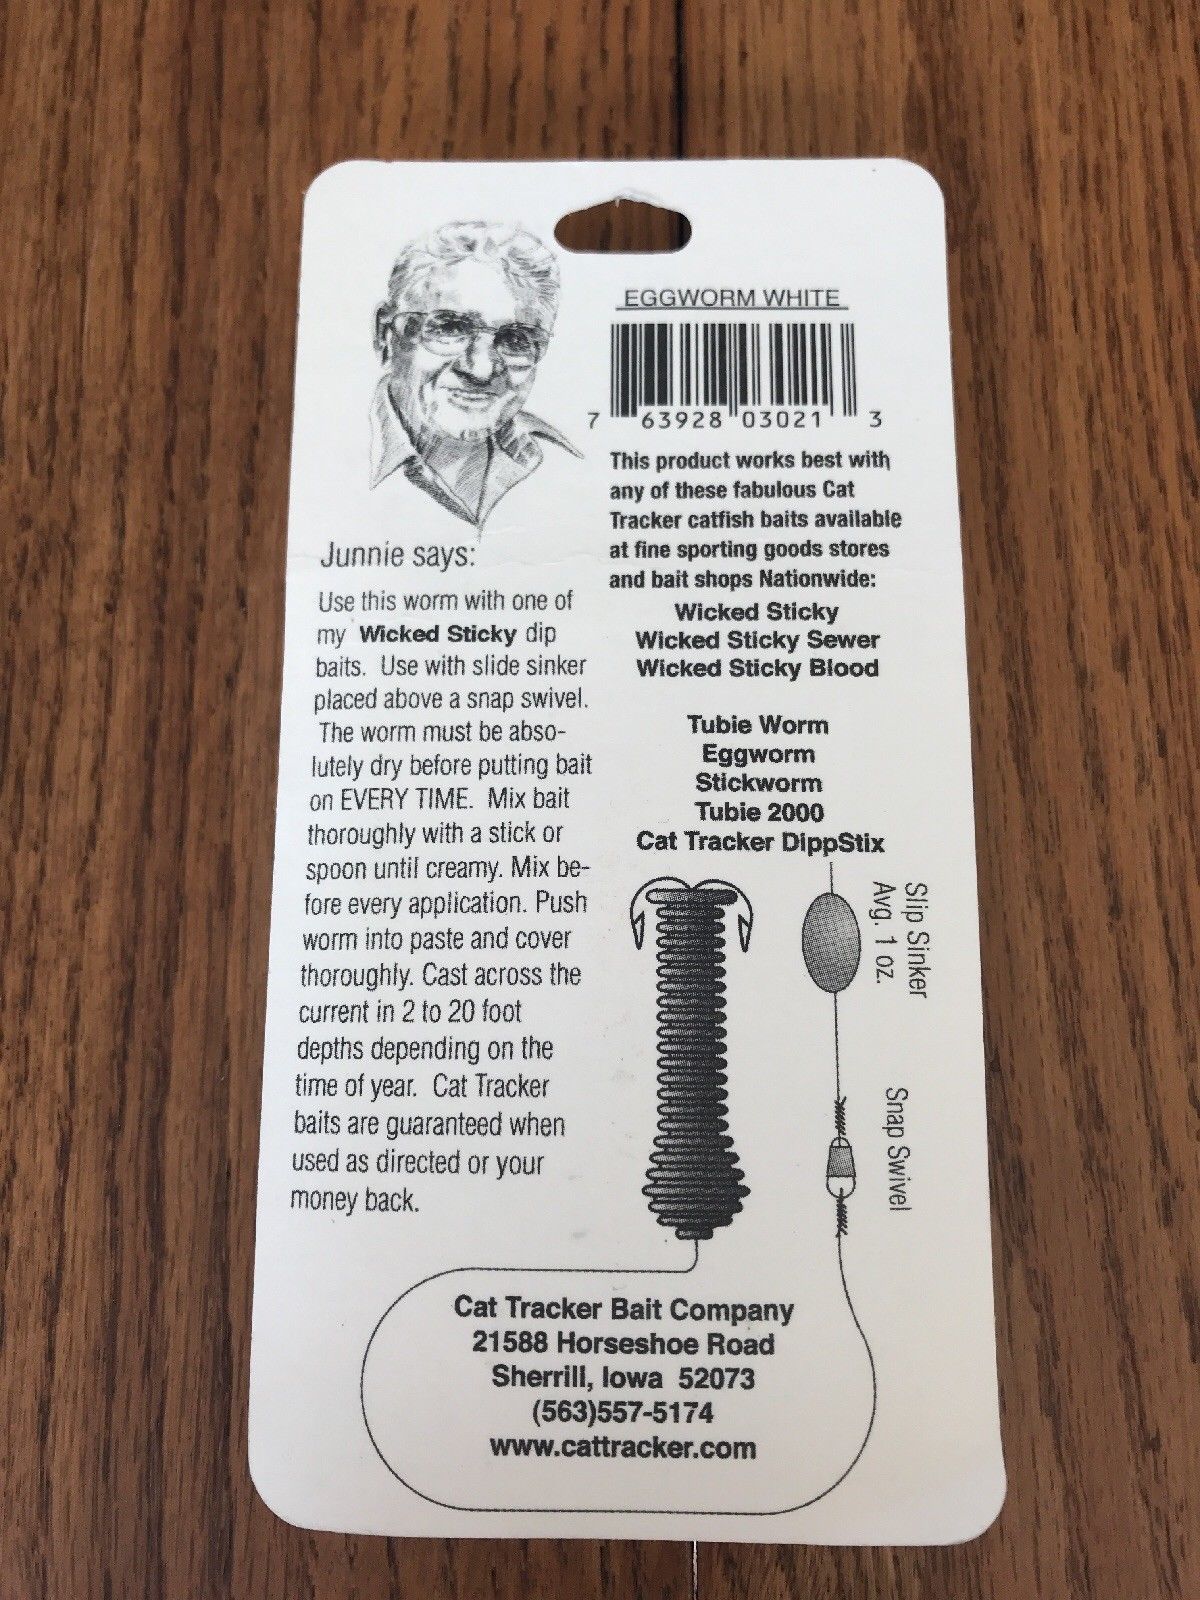 EGGWORM WHITE
7 63928 03021 3
This product works best with
any of these fabulous Cat
Tracker catfish baits available
at fine sporting goods stores
and bait shops Nationwide:
Wicked Sticky
Wicked Sticky Sewer
Wicked Sticky Blood
Tubie Worm
Eggworm
Stickworm
Tubie 2000
Cat Tracker DippStix
Junnie says:
Use this worm with one of
my Wicked Sticky dip
baits. Use with slide sinker
placed above a snap swivel.
The worm must be abso-
lutely dry before putting bait
on EVERY TIME. Mix bait
thoroughly with a stick or
spoon until creamy. Mix be-
fore every application. Push
worm into paste and cover
thoroughly. Cast across the
current in 2 to 20 foot
depths depending on the
time of year. Cat Tracker
baits are guaranteed when
used as directed or your
money back.
Slip Sinker
Avg. 1 oz.
Snap Swivel
Cat Tracker Bait Company
21588 Horseshoe Road
Sherrill, Iowa 52073
(563)557-5174
www.cattracker.com